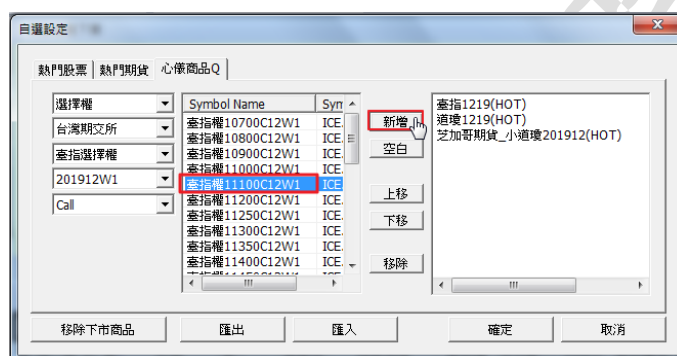 自選設定
熱門股票 熱門期貨 心儀商品Q
選擇權
台灣期交所
臺指選擇權
201912W1
Call
Symbol Name Sym
臺指權10700C12W1 ICE.
臺指權10800C12W1 ICE.
臺指權10900C12W1 ICE.
臺指權11000C12W1 ICE.
臺指權11100C12W1 ICE
臺指權11200C12W1 ICE.
臺指權11250C12W1 ICE.
臺指權11300C12W1 ICE.
臺指權11350C12W1 ICE.
臺指權11400C12W1 ICE.
新增
空白
上移
下移
移除
臺指1219(HOT)
道瓊1219(HOT)
芝加哥期貨_小道瓊201912(HOT)
移除下市商品 匯出 匯入 確定 取消